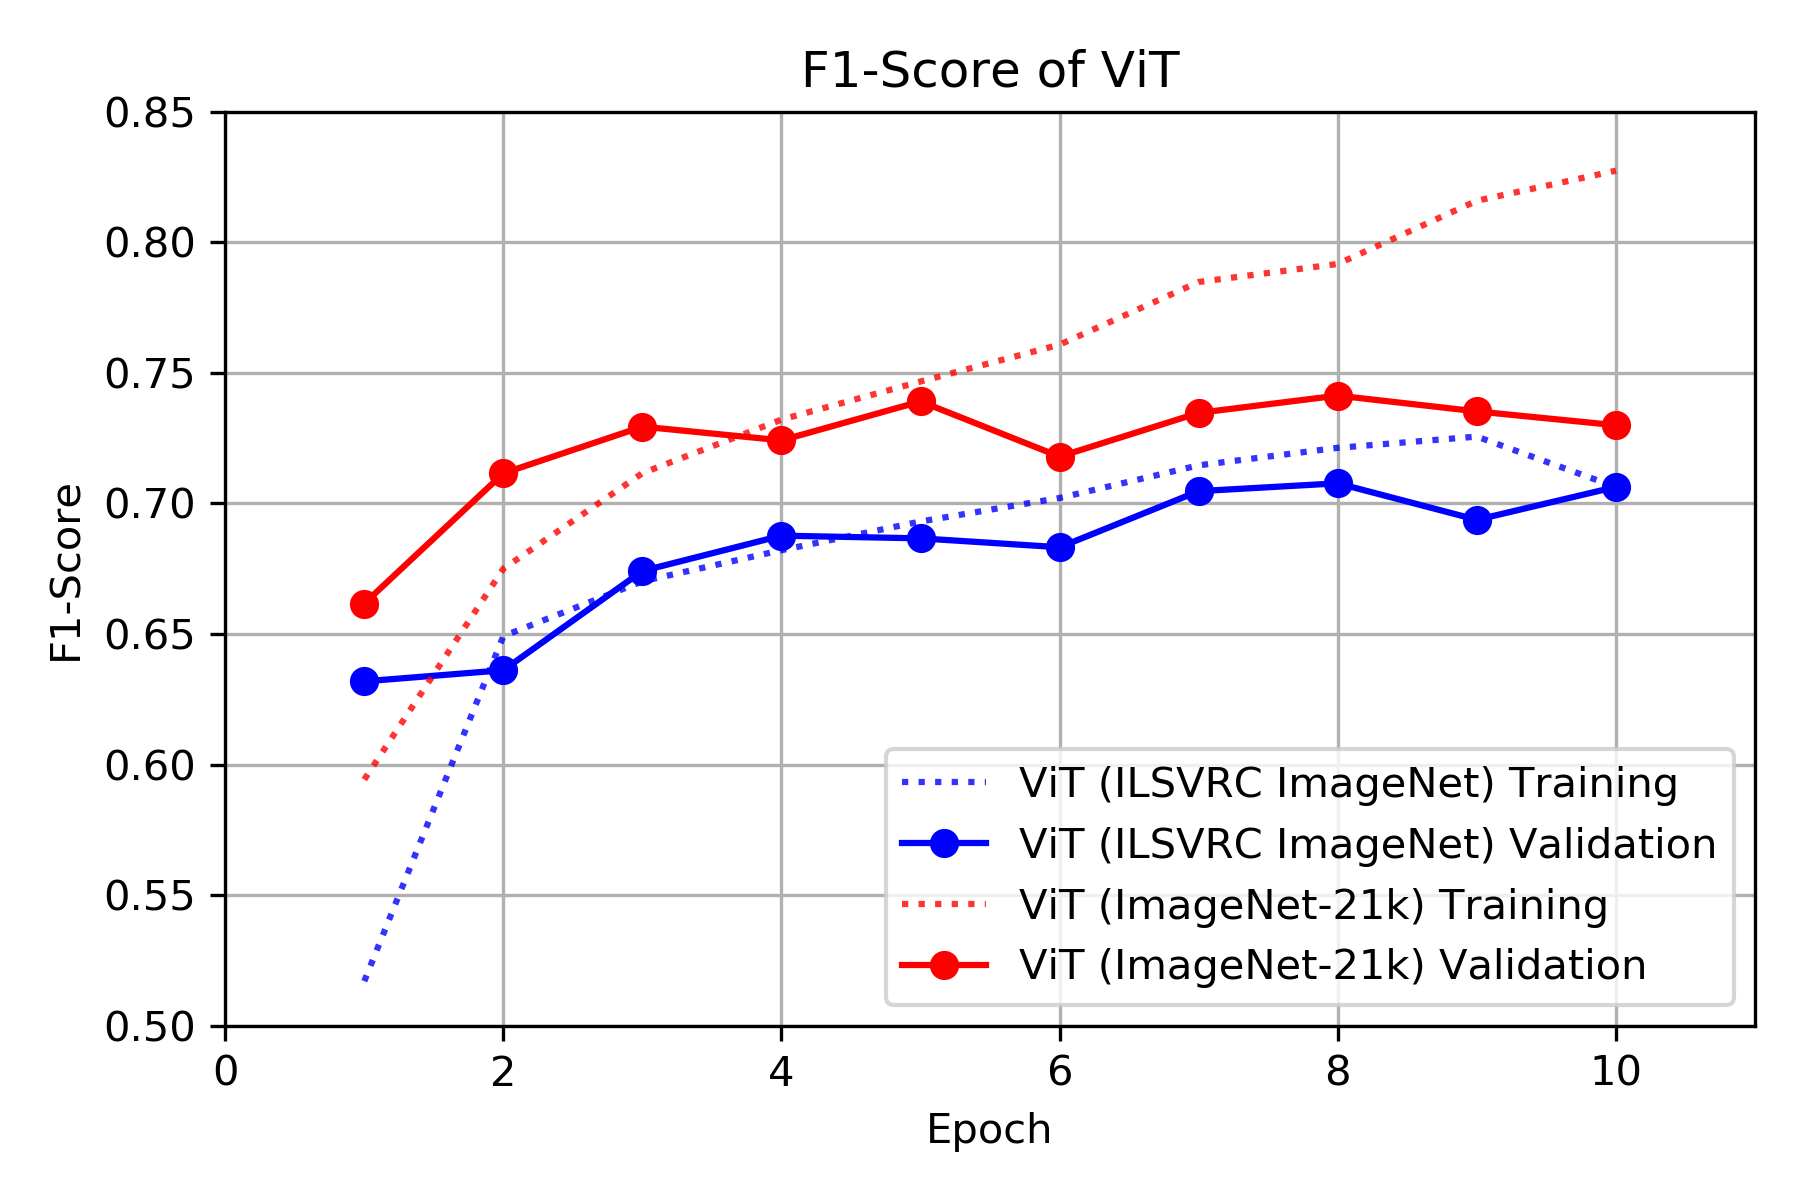 F1-Score of ViT
0.85
0.80
0.75
0.70
0.65
0.60
0.55
0.50
F1-Score
0 2 4 6 8 10
Epoch
ViT (ILSVRC ImageNet) Training
ViT (ILSVRC ImageNet) Validation
ViT (ImageNet-21k) Training
ViT (ImageNet-21k) Validation